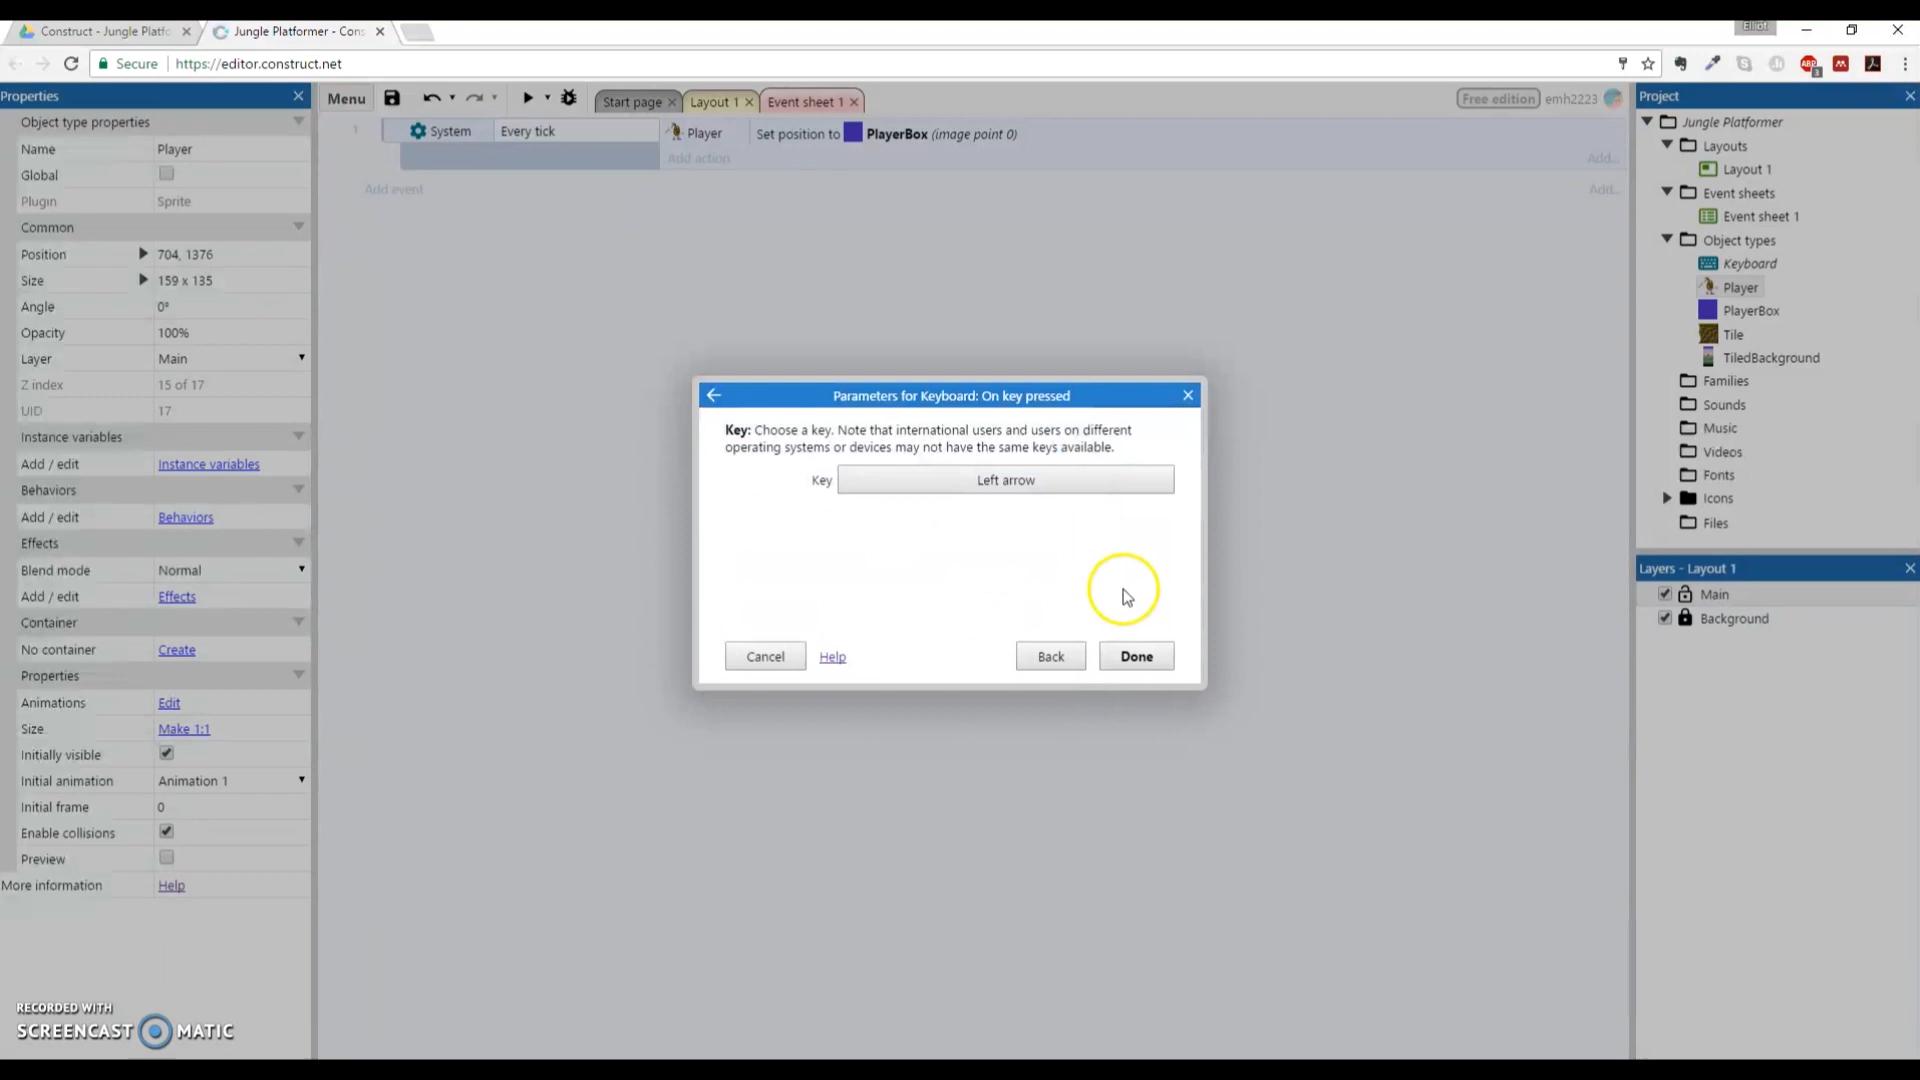 Construct - Jungle Platfo
Jungle Platformer - Cons
Elliot
Secure
https://editor.construct.net
3
Properties
Menu
Start page
Layout 1
Event sheet 1
Free edition
emh2223
Project
Object type properties
Name
Player
Global
Plugin
Sprite
Common
Position
704, 1376
Size
159 x 135
Angle
0°
Opacity
100%
Layer
Main
Z index
15 of 17
UID
17
Instance variables
Add / edit
Instance variables
Behaviors
Add / edit
Behaviors
Effects
Blend mode
Normal
Add / edit
Effects
Container
No container
Create
Properties
Animations
Edit
Size
Make 1:1
Initially visible
Initial animation
Animation 1
Initial frame
0
Enable collisions
Preview
More information
Help
RECORDED WITH
SCREENCAST MATIC
1
System
Every tick
Player
Set position to PlayerBox (image point 0)
Add action
Add...
Add event
Add...
Parameters for Keyboard: On key pressed
Key: Choose a key. Note that international users and users on different
operating systems or devices may not have the same keys available.
Key
Left arrow
Cancel
Help
Back
Done
Jungle Platformer
Layouts
Layout 1
Event sheets
Event sheet 1
Object types
Keyboard
Player
PlayerBox
Tile
TiledBackground
Families
Sounds
Music
Videos
Fonts
Icons
Files
Layers - Layout 1
Main
Background